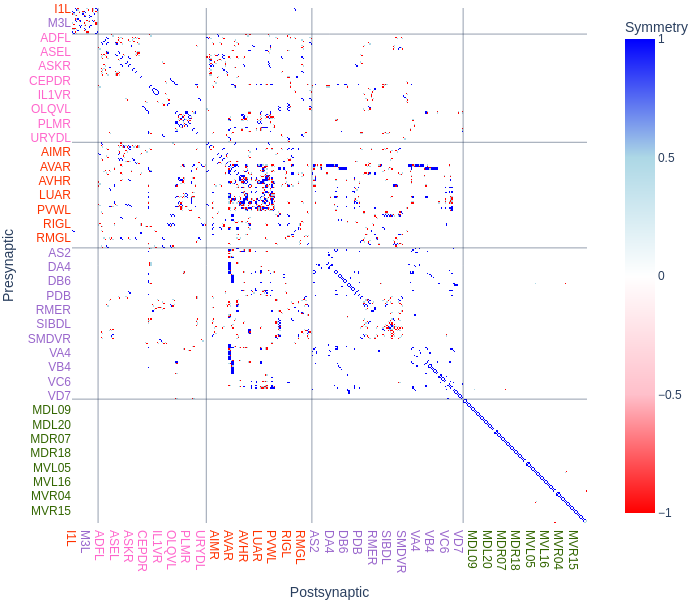 Symmetry
1
0.5
0
−0.5
−1
Presynaptic
I1L
M3L
ADFL
ASEL
ASKR
CEPDR
IL1VR
OLQVL
PLMR
URYDL
AIMR
AVAR
AVHR
LUAR
PVWL
RIGL
RMGL
AS2
DA4
DB6
PDB
RMER
SIBDL
SMDVR
VA4
VB4
VC6
VD7
MDL09
MDL20
MDR07
MDR18
MVL05
MVL16
MVR04
MVR15
I1L
M3L
ADFL
ASEL
ASKR
CEPDR
IL1VR
OLQVL
PLMR
URYDL
AIMR
AVAR
AVHR
LUAR
PVWL
RIGL
RMGL
AS2
DA4
DB6
PDB
RMER
SIBDL
SMDVR
VA4
VB4
VC6
VD7
MDL09
MDL20
MDR07
MDR18
MVL05
MVL16
MVR04
MVR15
Postsynaptic